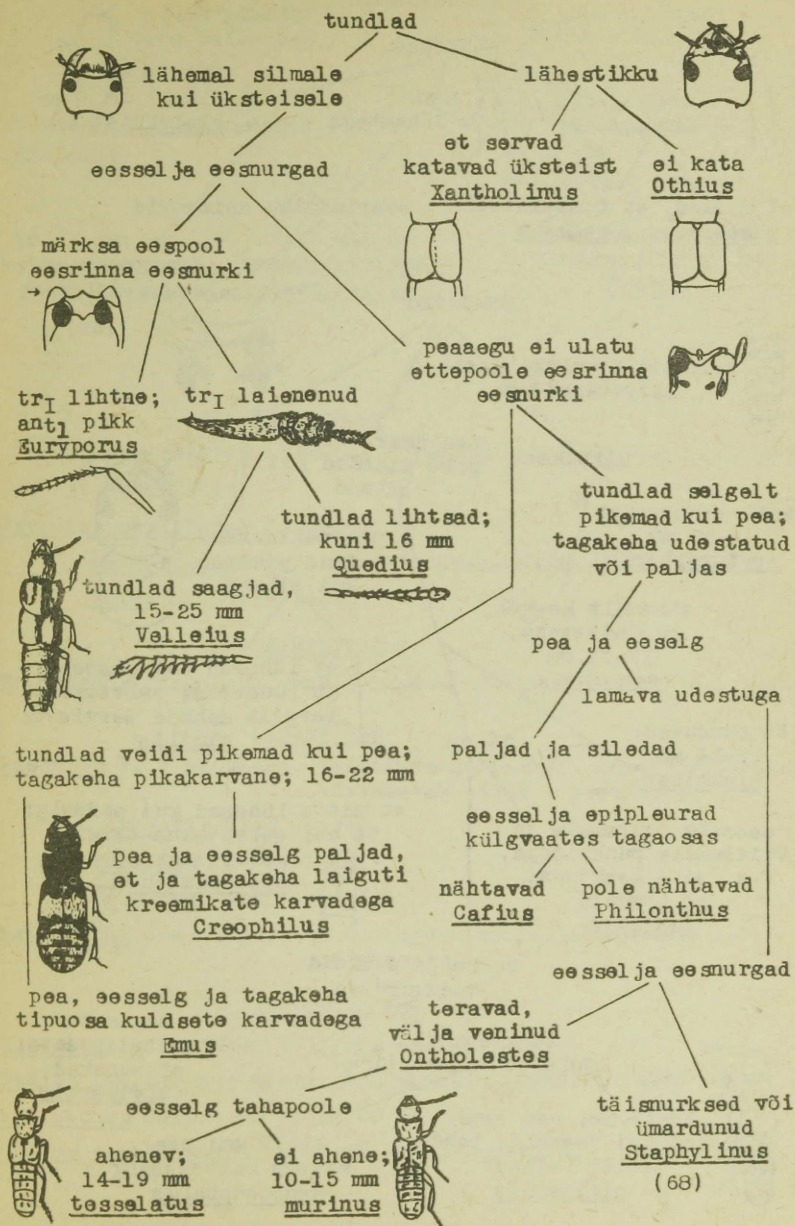 tundlad
lähemal silmale
kui üksteisele
lähestikku
et servad
katavad üksteist
Xantholinus
ei kata
Othius
eesselja eesnurgad
märksa eespool
eesrinna eesnurki
peaaegu ei ulatu
ettepoole eesrinna
eesnurki
trI lihtne;
ant1 pikk
Euryporus
trI laienenud
tundlad lihtsad;
kuni 16 mm
Quedius
tundlad saagjad,
15-25 mm
Velleius
tundlad selgelt
pikemad kui pea;
tagakeha udestatud
või paljas
pea ja eeselg
lamava udestuga
paljad ja siledad
tundlad veidi pikemad kui pea;
tagakeha pikakarvane; 16-22 mm
eesselja epipleurad
külgvaates tagaosas
nähtavad
Cafius
pole nähtavad
Philonthus
pea ja eesselg paljad,
et ja tagakeha laiguti
kreemikate karvadega
Creophilus
pea, eesselg ja tagakeha
tipuosa kuldsete karvadega
Emus
eesselja eesnurgad
teravad,
välja veninud
Ontholestes
täisnurksed või
ümardunud
Staphylinus
(68)
eesselg tahapoole
ahenev;
14-19 mm
tesselatus
ei ahene;
10-15 mm
murinus